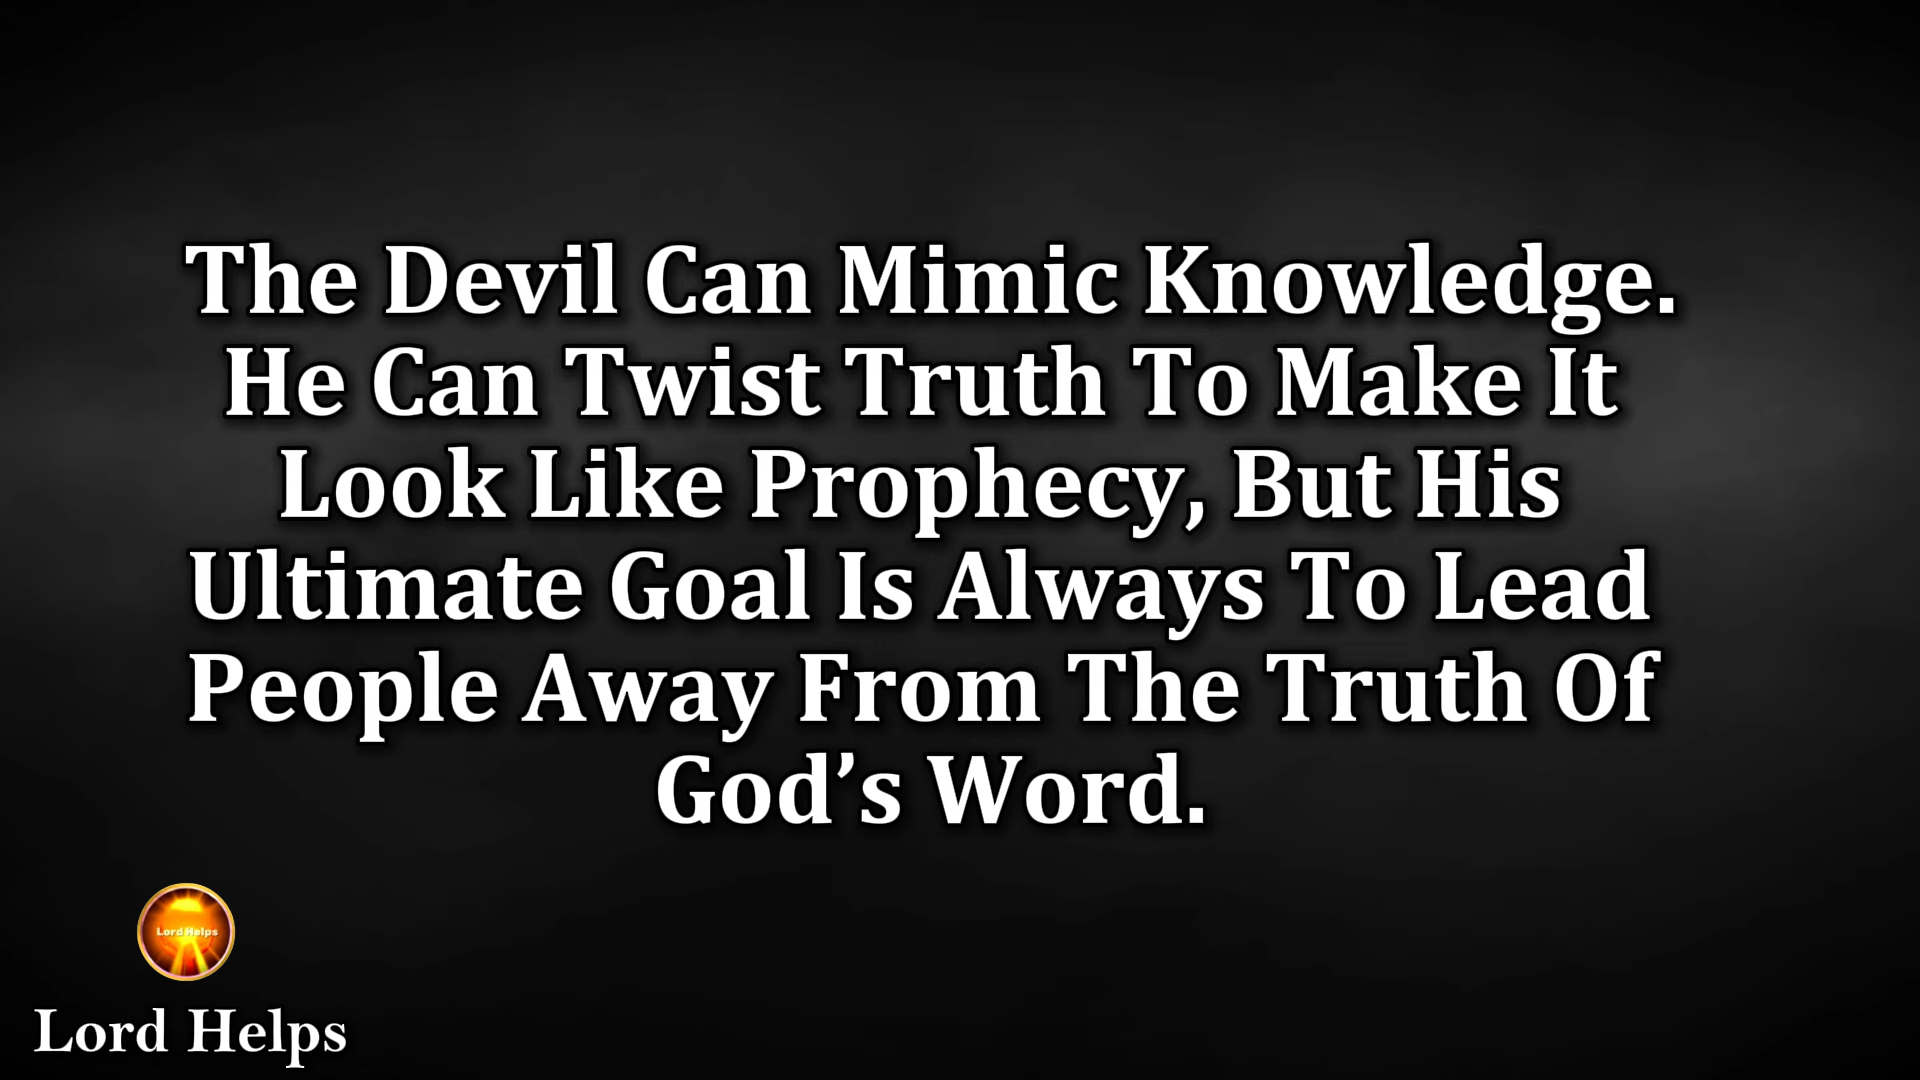 The Devil Can Mimic Knowledge.
He Can Twist Truth To Make It
Look Like Prophecy, But His
Ultimate Goal Is Always To Lead
People Away From The Truth Of
God’s Word.
Lord Helps
Lord Helps